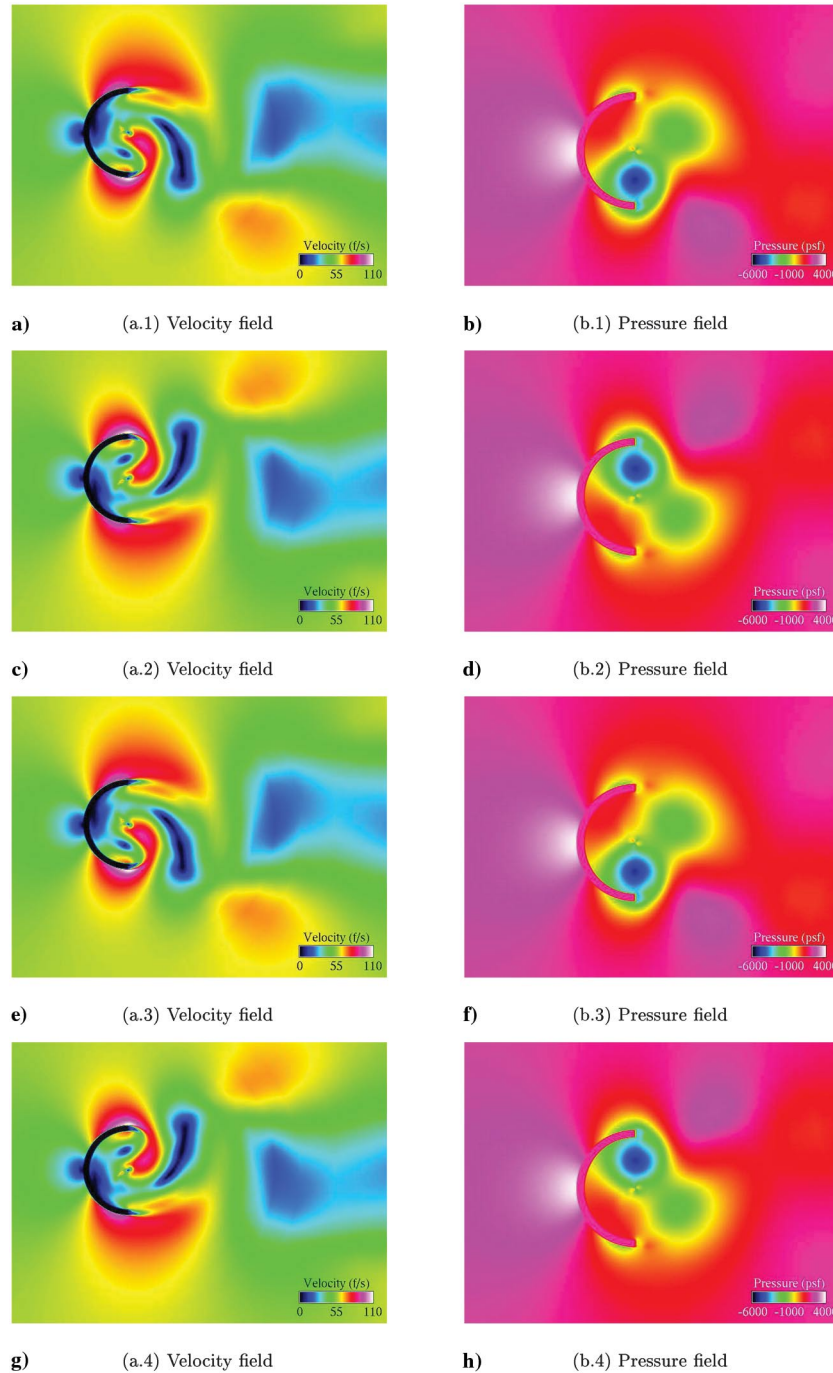 Velocity (f/s)
0 55 110
Pressure (psf)
-6000 -1000 4000
a) (a.1) Velocity field
b) (b.1) Pressure field
Velocity (f/s)
0 55 110
Pressure (psf)
-6000 -1000 4000
c) (a.2) Velocity field
d) (b.2) Pressure field
Velocity (f/s)
0 55 110
Pressure (psf)
-6000 -1000 4000
e) (a.3) Velocity field
f) (b.3) Pressure field
Velocity (f/s)
0 55 110
Pressure (psf)
-6000 -1000 4000
g) (a.4) Velocity field
h) (b.4) Pressure field